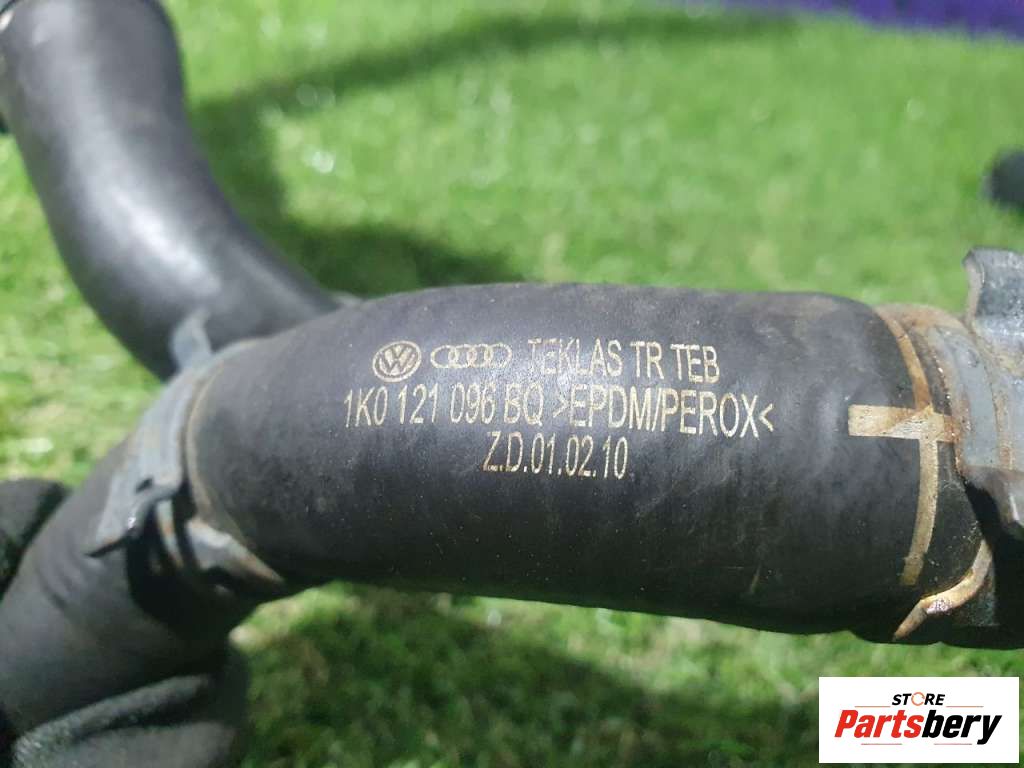 TEKLAS TR TEB
1K0 121 096 BQ >EPDM/PEROX<
Z.D.01.02.10
STORE
Partsbery